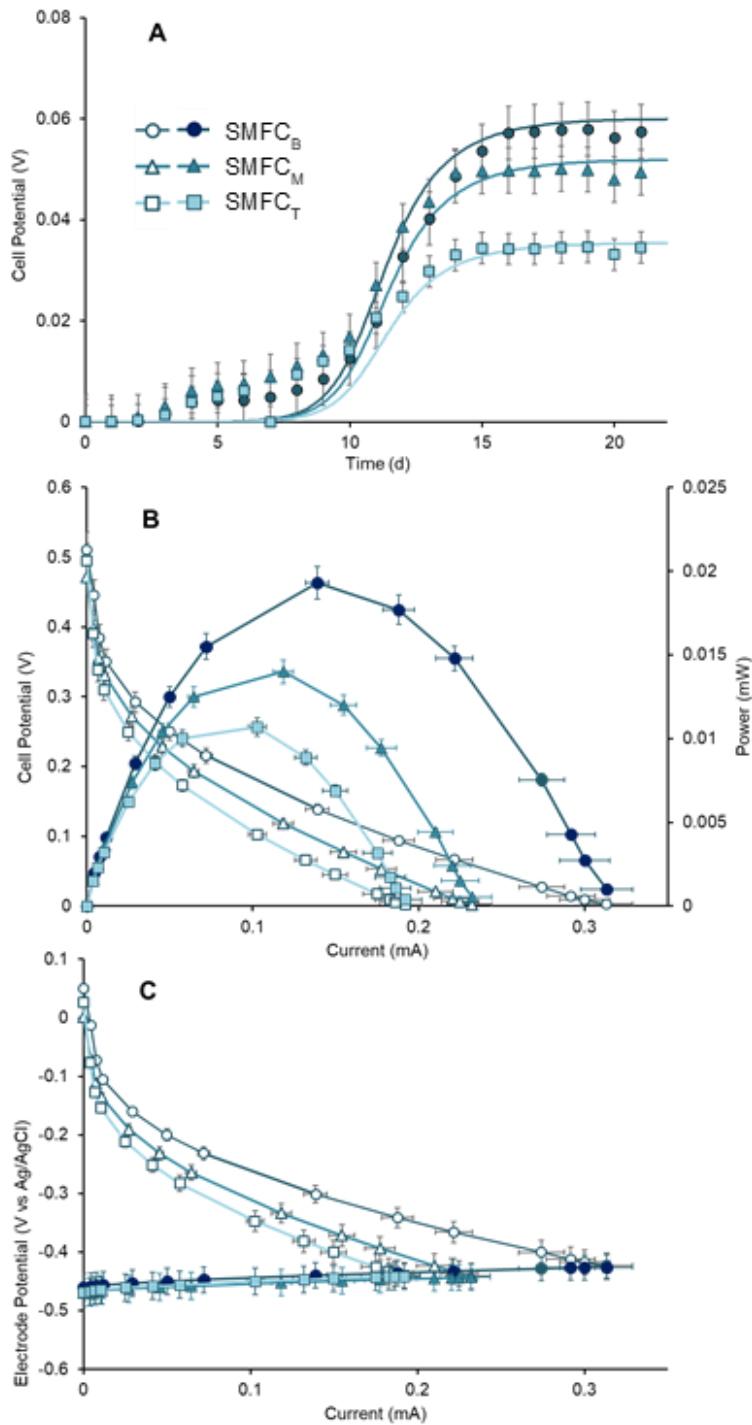 A
SMFC_B
SMFC_M
SMFC_T
Cell Potential (V)
0.08
0.06
0.04
0.02
0
0 5 10 15 20
Time (d)
B
Cell Potential (V)
0.6
0.5
0.4
0.3
0.2
0.1
0
0.025
0.02
0.015
0.01
0.005
0
Power (mW)
0 0.1 0.2 0.3
Current (mA)
C
Electrode Potential (V vs Ag/AgCl)
0.1
0
-0.1
-0.2
-0.3
-0.4
-0.5
-0.6
0 0.1 0.2 0.3
Current (mA)